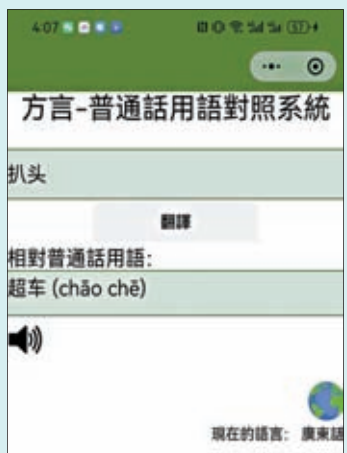 4:07
方言-普通話用語對照系統
扒头
翻譯
相對普通話用語:
超车 (chāo chē)
現在的語言: 廣東話